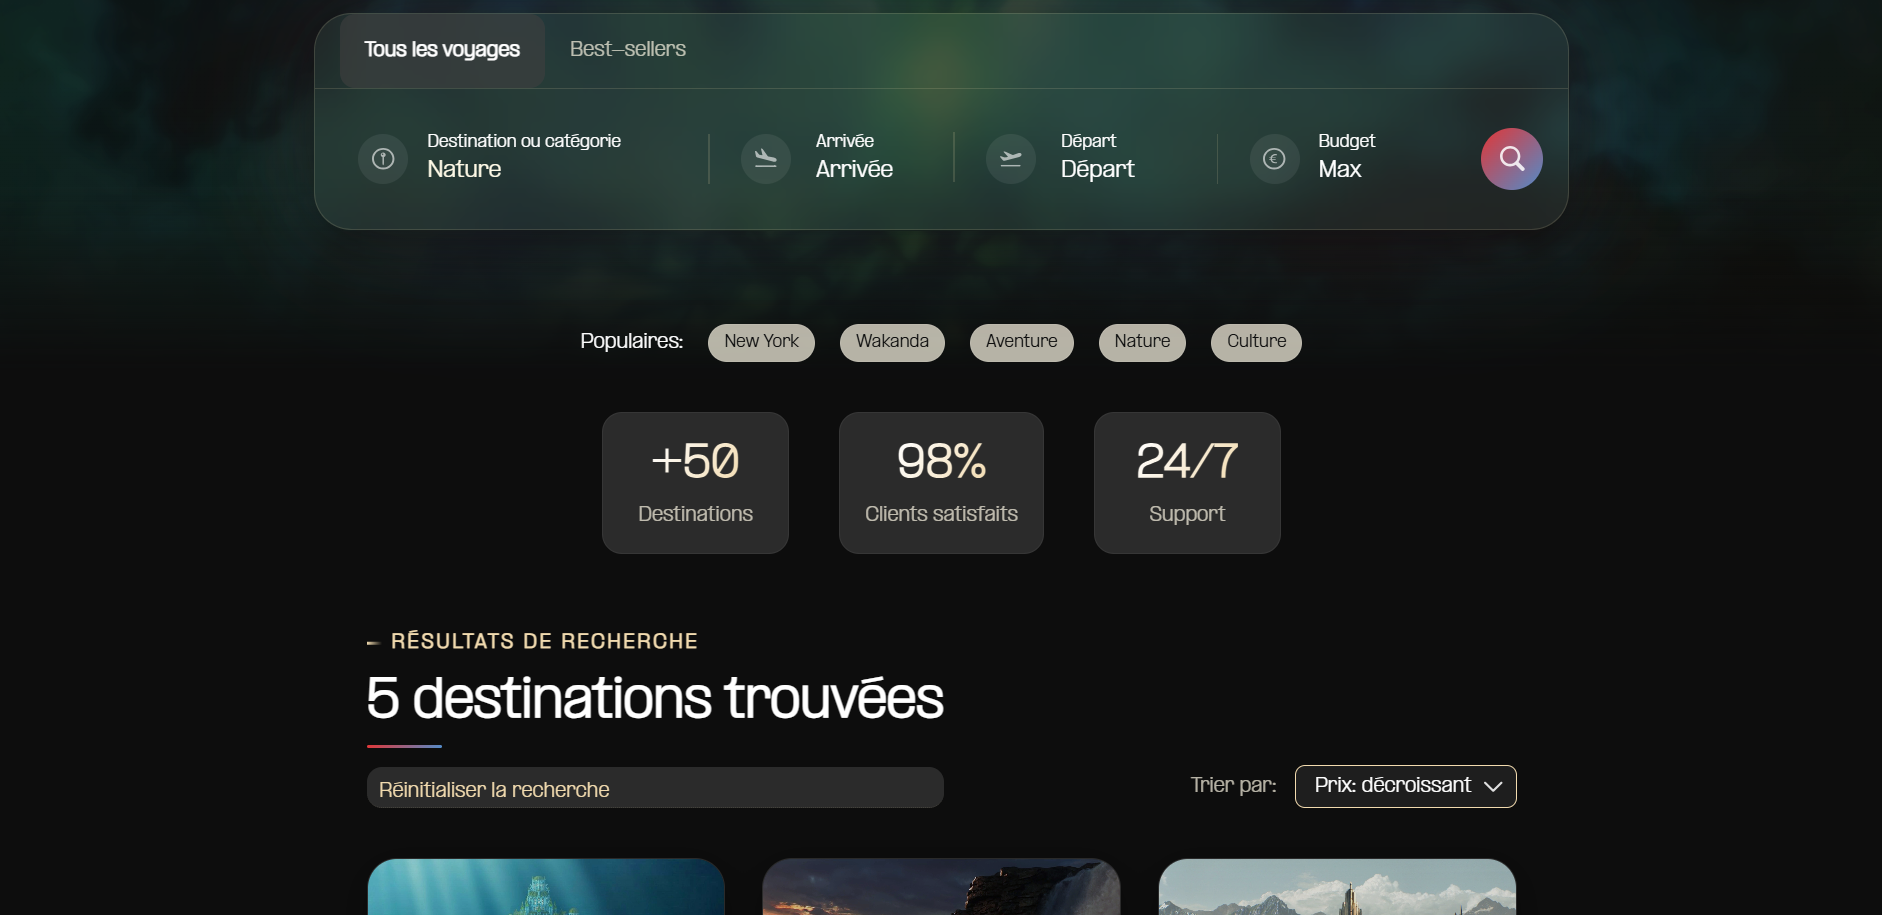 Tous les voyages
Best-sellers
Destination ou catégorie
Nature
Arrivée
Arrivée
Départ
Départ
Budget
Max
Populaires:
New York
Wakanda
Aventure
Nature
Culture
+50
Destinations
98%
Clients satisfaits
24/7
Support
RÉSULTATS DE RECHERCHE
5 destinations trouvées
Réinitialiser la recherche
Trier par:
Prix: décroissant